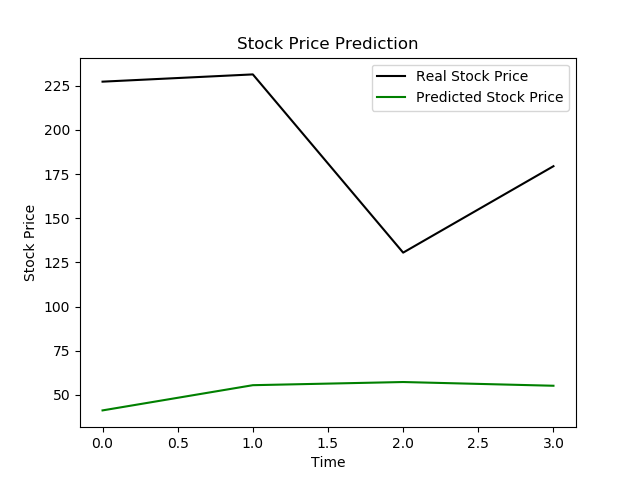 Stock Price Prediction
Real Stock Price
Predicted Stock Price
Stock Price
225
200
175
150
125
100
75
50
0.0 0.5 1.0 1.5 2.0 2.5 3.0
Time